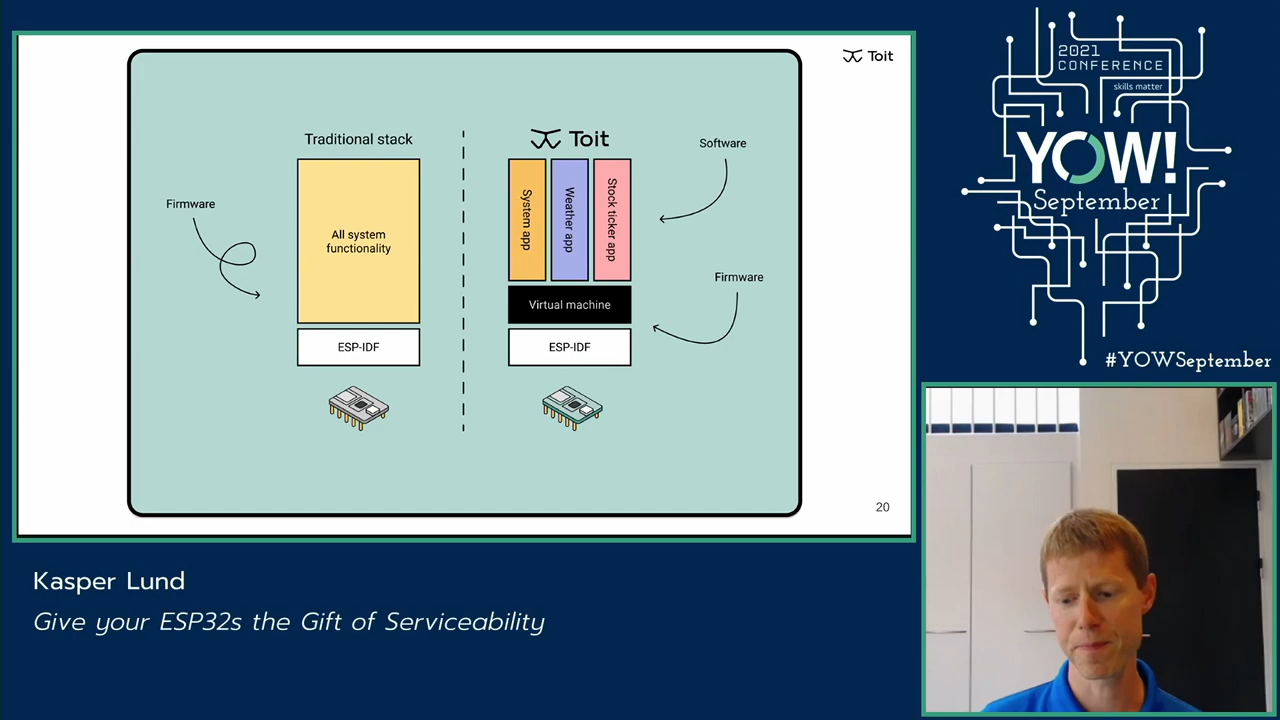 Toit
Traditional stack
Toit
Software
Firmware
All system
functionality
System app
Weather app
Stock ticker app
Firmware
Virtual machine
ESP-IDF
ESP-IDF
20
2021
CONFERENCE
skills matter
YOW!
September
#YOWSeptember
Kasper Lund
Give your ESP32s the Gift of Serviceability